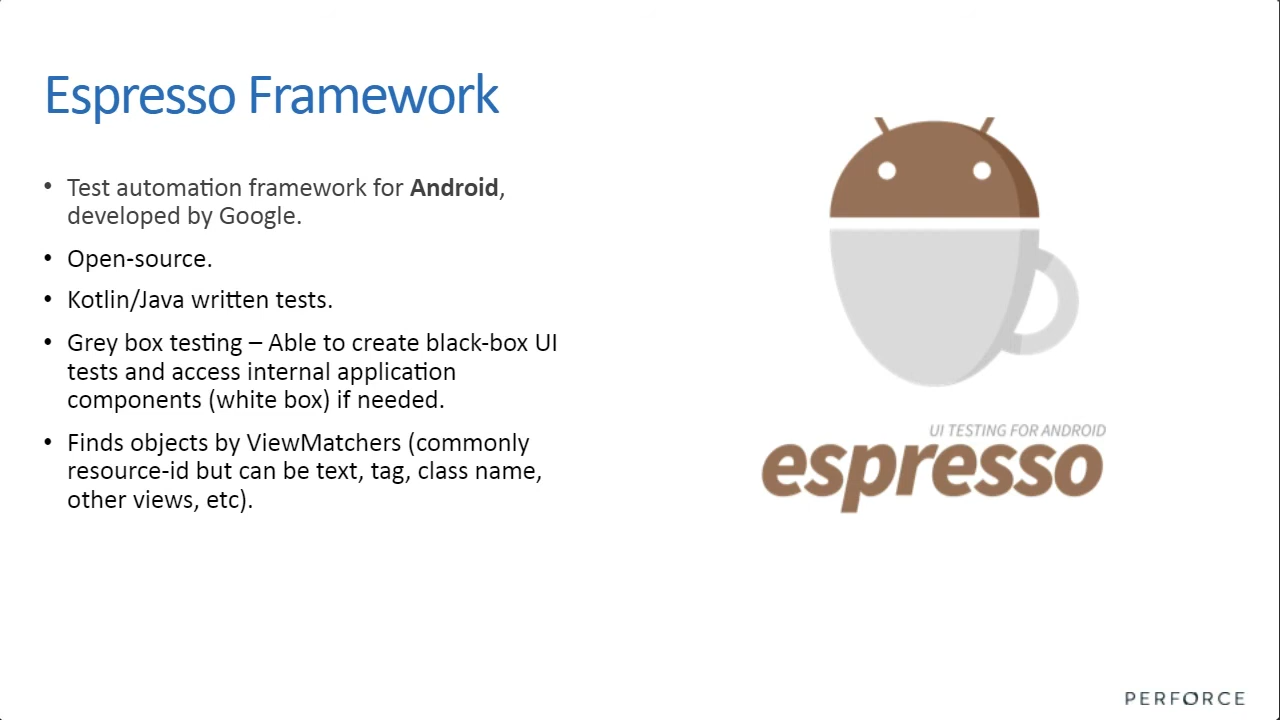 Espresso Framework
• Test automation framework for Android,
developed by Google.
• Open-source.
• Kotlin/Java written tests.
• Grey box testing – Able to create black-box UI
tests and access internal application
components (white box) if needed.
• Finds objects by ViewMatchers (commonly
resource-id but can be text, tag, class name,
other views, etc).
UI TESTING FOR ANDROID
espresso
PERFORCE